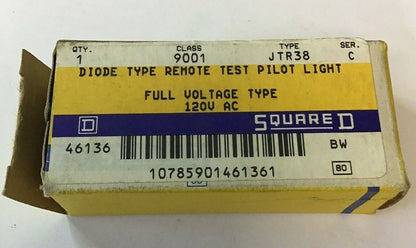 QTY. CLASS TYPE SER.
1 9001 JTR38 C
DIODE TYPE REMOTE TEST PILOT LIGHT
FULL VOLTAGE TYPE
120V AC
D SQUARE D
46136 BW
10785901461361 80